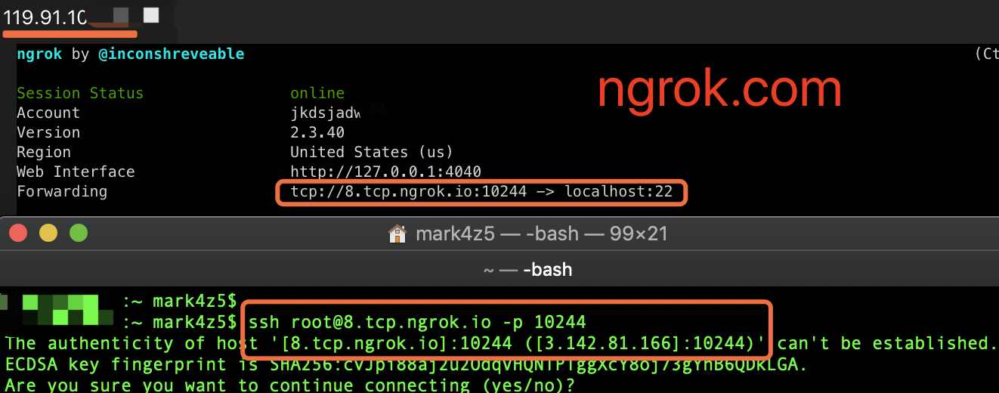 119.91.10
ngrok by @inconshreveable (Ct
ngrok.com
Session Status online
Account jkdsjadw
Version 2.3.40
Region United States (us)
Web Interface http://127.0.0.1:4040
Forwarding tcp://8.tcp.ngrok.io:10244 -> localhost:22
mark4z5 — -bash — 99×21
~ — -bash
:~ mark4z5$
:~ mark4z5$ ssh root@8.tcp.ngrok.io -p 10244
The authenticity of host '[8.tcp.ngrok.io]:10244 ([3.142.81.166]:10244)' can't be established.
ECDSA key fingerprint is
Are you sure you want to continue connecting (yes/no)?